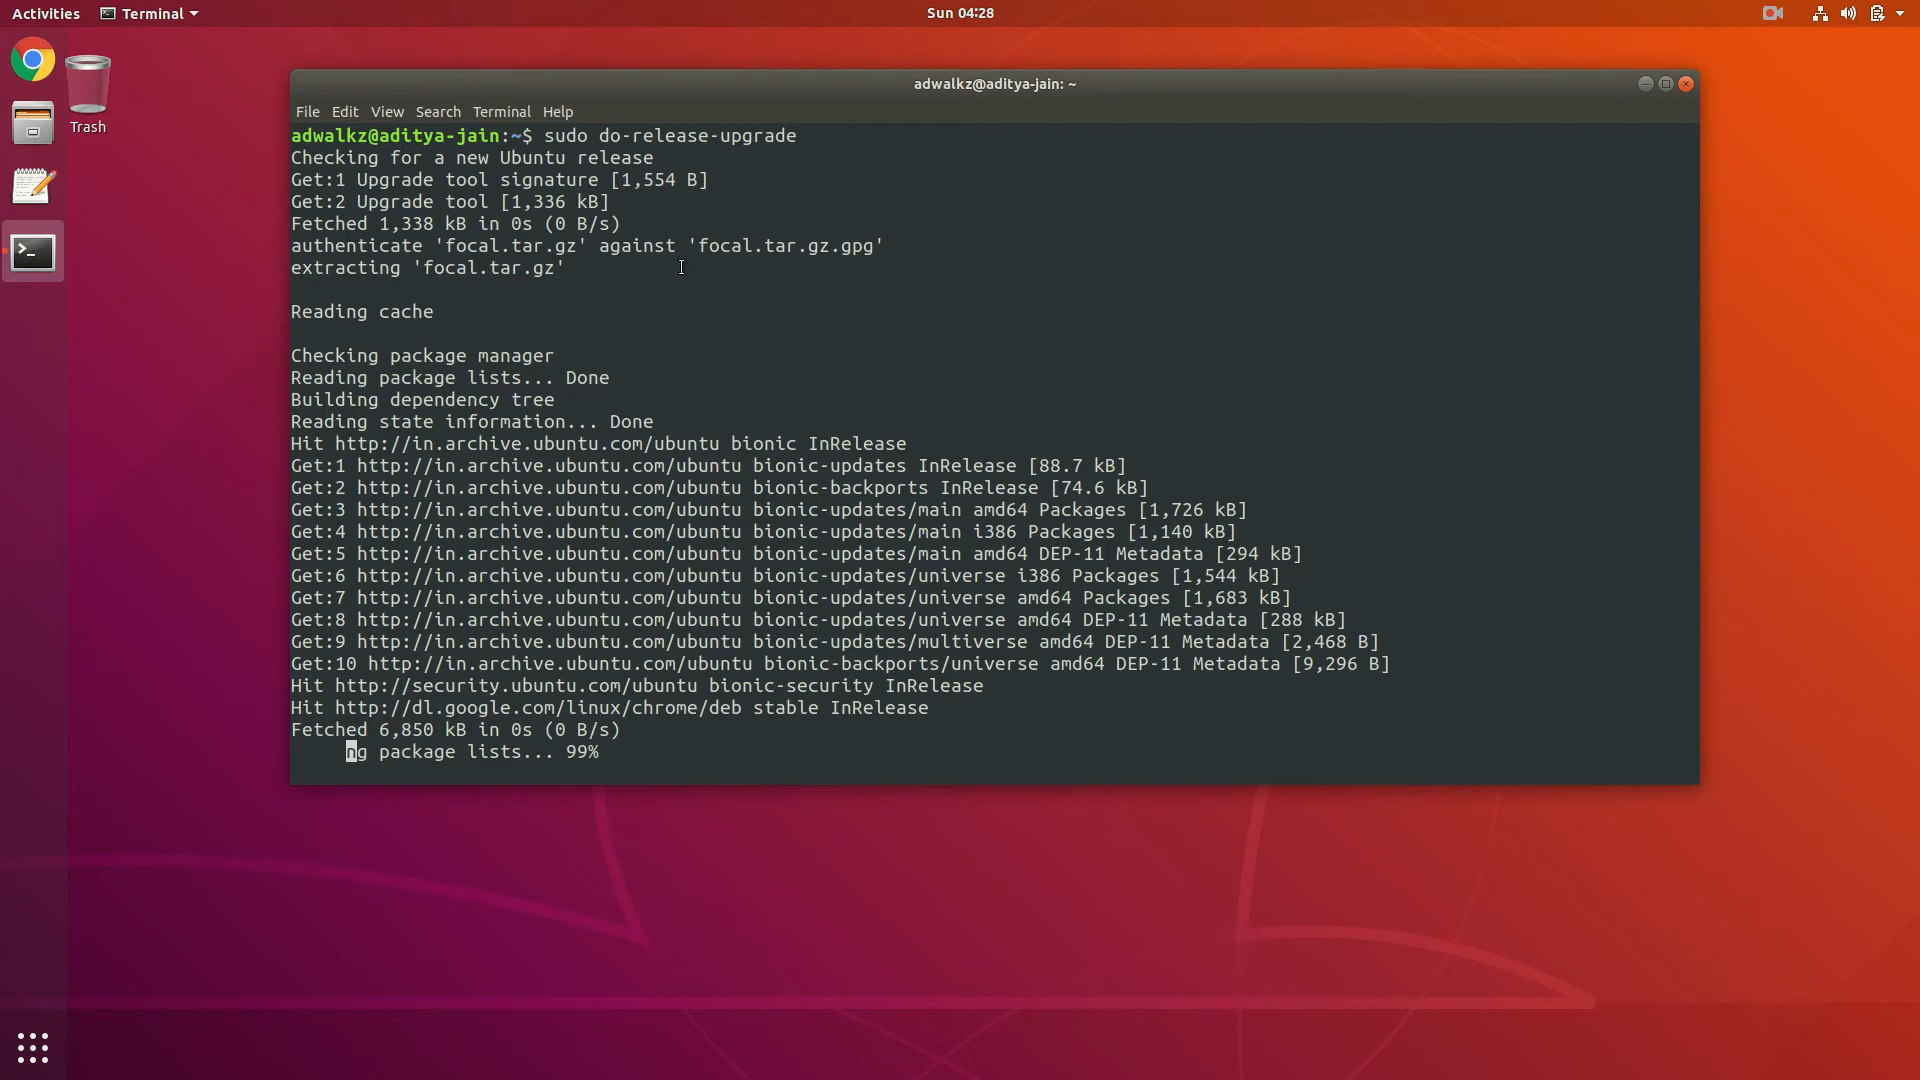 Activities Terminal Sun 04:28
Trash
adwalkz@aditya-jain: ~
File Edit View Search Terminal Help
adwalkz@aditya-jain:~$ sudo do-release-upgrade
Checking for a new Ubuntu release
Get:1 Upgrade tool signature [1,554 B]
Get:2 Upgrade tool [1,336 kB]
Fetched 1,338 kB in 0s (0 B/s)
authenticate 'focal.tar.gz' against 'focal.tar.gz.gpg'
extracting 'focal.tar.gz'
Reading cache
Checking package manager
Reading package lists... Done
Building dependency tree
Reading state information... Done
Hit http://in.archive.ubuntu.com/ubuntu bionic InRelease
Get:1 http://in.archive.ubuntu.com/ubuntu bionic-updates InRelease [88.7 kB]
Get:2 http://in.archive.ubuntu.com/ubuntu bionic-backports InRelease [74.6 kB]
Get:3 http://in.archive.ubuntu.com/ubuntu bionic-updates/main amd64 Packages [1,726 kB]
Get:4 http://in.archive.ubuntu.com/ubuntu bionic-updates/main i386 Packages [1,140 kB]
Get:5 http://in.archive.ubuntu.com/ubuntu bionic-updates/main amd64 DEP-11 Metadata [294 kB]
Get:6 http://in.archive.ubuntu.com/ubuntu bionic-updates/universe i386 Packages [1,544 kB]
Get:7 http://in.archive.ubuntu.com/ubuntu bionic-updates/universe amd64 Packages [1,683 kB]
Get:8 http://in.archive.ubuntu.com/ubuntu bionic-updates/universe amd64 DEP-11 Metadata [288 kB]
Get:9 http://in.archive.ubuntu.com/ubuntu bionic-updates/multiverse amd64 DEP-11 Metadata [2,468 B]
Get:10 http://in.archive.ubuntu.com/ubuntu bionic-backports/universe amd64 DEP-11 Metadata [9,296 B]
Hit http://security.ubuntu.com/ubuntu bionic-security InRelease
Hit http://dl.google.com/linux/chrome/deb stable InRelease
Fetched 6,850 kB in 0s (0 B/s)
ng package lists... 99%